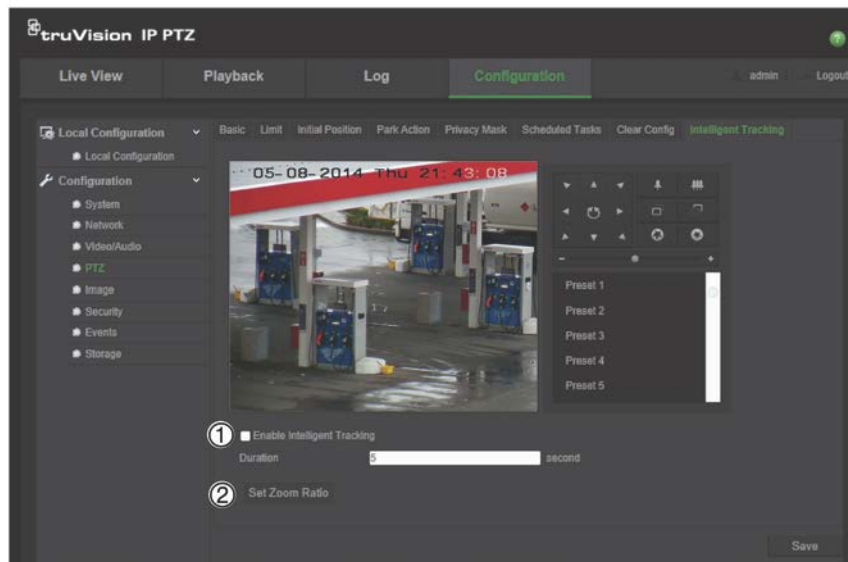 truVision IP PTZ
?
Live View Playback Log Configuration admin Logout
Local Configuration
Local Configuration
Configuration
System
Network
Video/Audio
PTZ
Image
Security
Events
Storage
Basic Limit Initial Position Park Action Privacy Mask Scheduled Tasks Clear Config Intelligent Tracking
05-08-2014 Thu 21:43:08
- +
Preset 1
Preset 2
Preset 3
Preset 4
Preset 5
1 Enable Intelligent Tracking
Duration 5 second
2 Set Zoom Ratio
Save